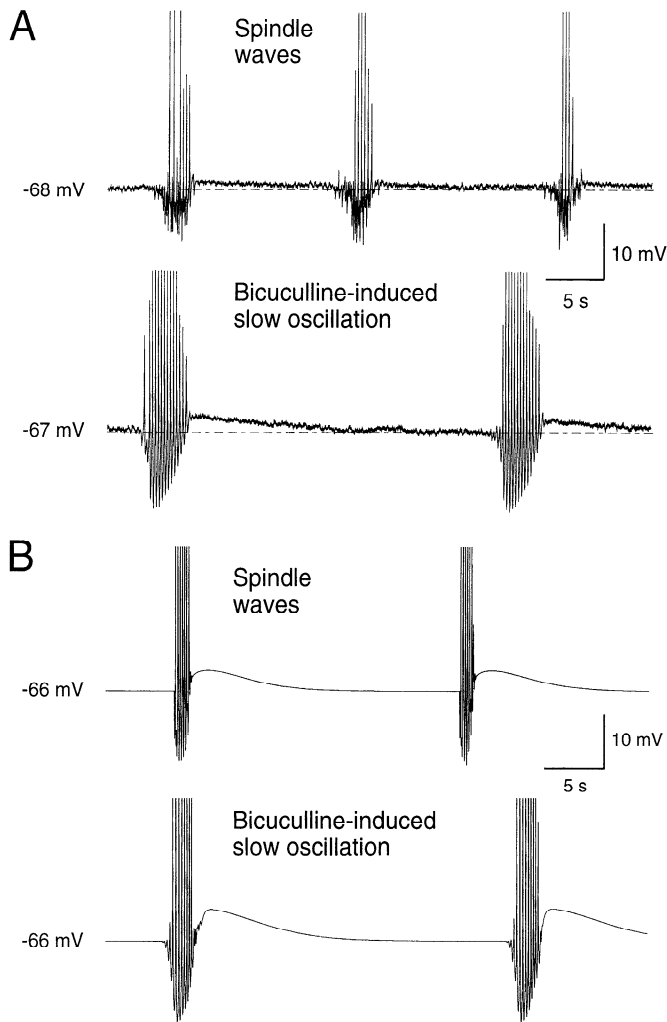 A
Spindle
waves
-68 mV
10 mV
5 s
Bicuculline-induced
slow oscillation
-67 mV
B
Spindle
waves
-66 mV
10 mV
5 s
Bicuculline-induced
slow oscillation
-66 mV